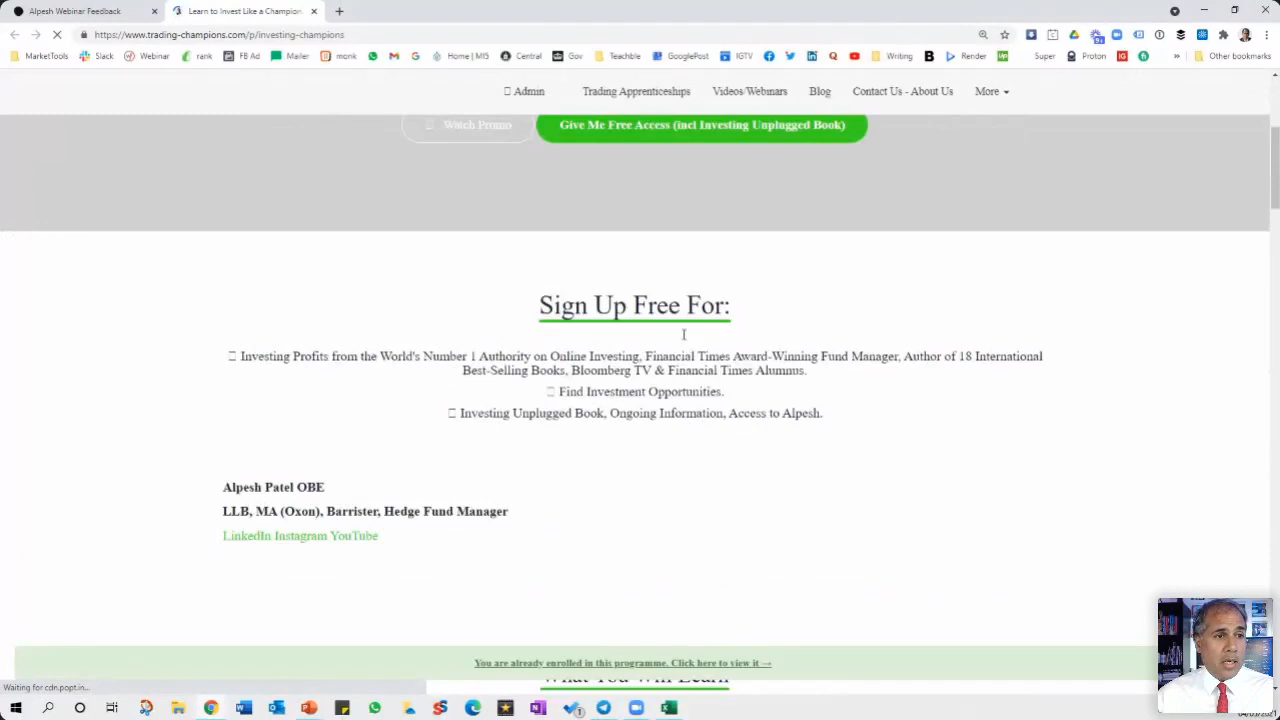 Alpesh Webinar Feedback
Learn to Invest Like a Champion
https://www.trading-champions.com/p/investing-champions
MarketTools Slack Webinar rank FB Ad Manuals monk Central Gov Teachble GooglePost IGTV Writing Render Super Proton » Other bookmarks
Admin Trading Apprenticeships Videos/Webinars Blog Contact Us - About Us More
Watch Promo Give Me Free Access (incl Investing Unplugged Book)
Sign Up Free For:
Investing Profits from the World's Number 1 Authority on Online Investing, Financial Times Award-Winning Fund Manager, Author of 18 International
Best-Selling Books, Bloomberg TV & Financial Times Alumnus.
Find Investment Opportunities.
Investing Unplugged Book, Ongoing Information, Access to Alpesh.
Alpesh Patel OBE
LLB, MA (Oxon), Barrister, Hedge Fund Manager
LinkedIn Instagram YouTube
You are already enrolled in this programme. Click here to view it →
What You Will Learn
Waiting for cdn.popt.in...